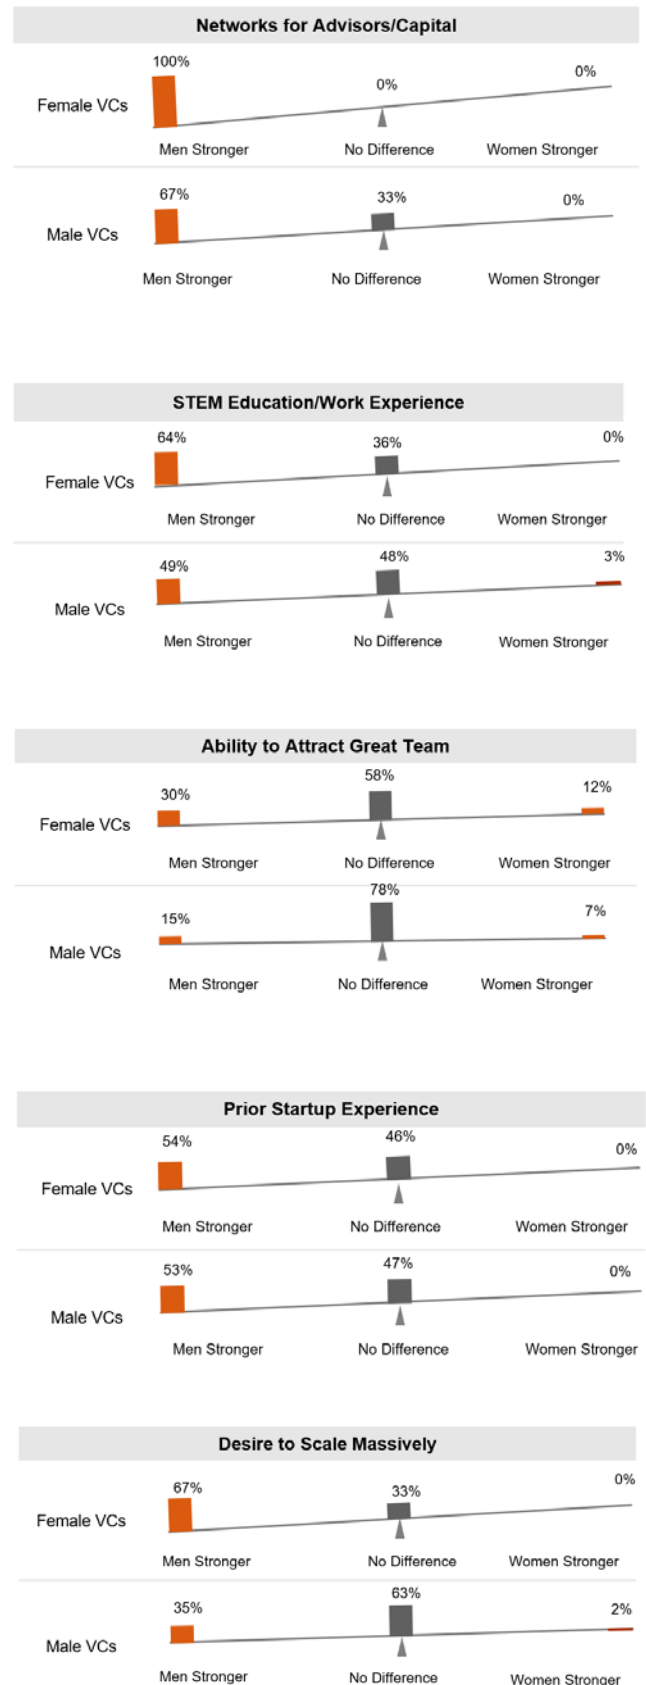 Networks for Advisors/Capital
100%
0%
0%
Female VCs
Men Stronger No Difference Women Stronger
67%
33%
0%
Male VCs
Men Stronger No Difference Women Stronger
STEM Education/Work Experience
64%
36%
0%
Female VCs
Men Stronger No Difference Women Stronger
49%
48%
3%
Male VCs
Men Stronger No Difference Women Stronger
Ability to Attract Great Team
30%
58%
12%
Female VCs
Men Stronger No Difference Women Stronger
15%
78%
7%
Male VCs
Men Stronger No Difference Women Stronger
Prior Startup Experience
54%
46%
0%
Female VCs
Men Stronger No Difference Women Stronger
53%
47%
0%
Male VCs
Men Stronger No Difference Women Stronger
Desire to Scale Massively
67%
33%
0%
Female VCs
Men Stronger No Difference Women Stronger
35%
63%
2%
Male VCs
Men Stronger No Difference Women Stronger